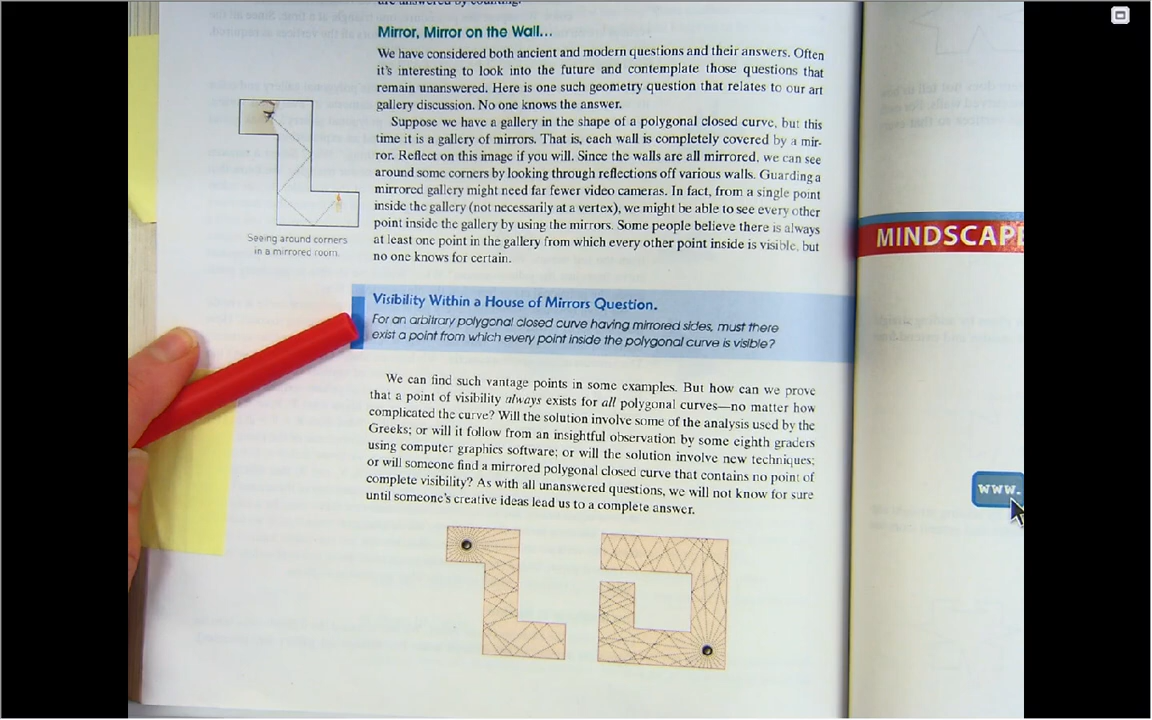 are answered by counting.
Mirror, Mirror on the Wall...
We have considered both ancient and modern questions and their answers. Often
it's interesting to look into the future and contemplate those questions that
remain unanswered. Here is one such geometry question that relates to our art
gallery discussion. No one knows the answer.
Suppose we have a gallery in the shape of a polygonal closed curve, but this
time it is a gallery of mirrors. That is, each wall is completely covered by a mir-
ror. Reflect on this image if you will. Since the walls are all mirrored, we can see
around some corners by looking through reflections off various walls. Guarding a
mirrored gallery might need far fewer video cameras. In fact, from a single point
inside the gallery (not necessarily at a vertex), we might be able to see every other
point inside the gallery by using the mirrors. Some people believe there is always
at least one point in the gallery from which every other point inside is visible, but
no one knows for certain.
Seeing around corners
in a mirrored room.
Visibility Within a House of Mirrors Question.
For an arbitrary polygonal closed curve having mirrored sides, must there
exist a point from which every point inside the polygonal curve is visible?
We can find such vantage points in some examples. But how can we prove
that a point of visibility always exists for all polygonal curves—no matter how
complicated the curve? Will the solution involve some of the analysis used by the
Greeks; or will it follow from an insightful observation by some eighth graders
using computer graphics software; or will the solution involve new techniques;
or will someone find a mirrored polygonal closed curve that contains no point of
complete visibility? As with all unanswered questions, we will not know for sure
until someone's creative ideas lead us to a complete answer.
MINDSCAPE
www.